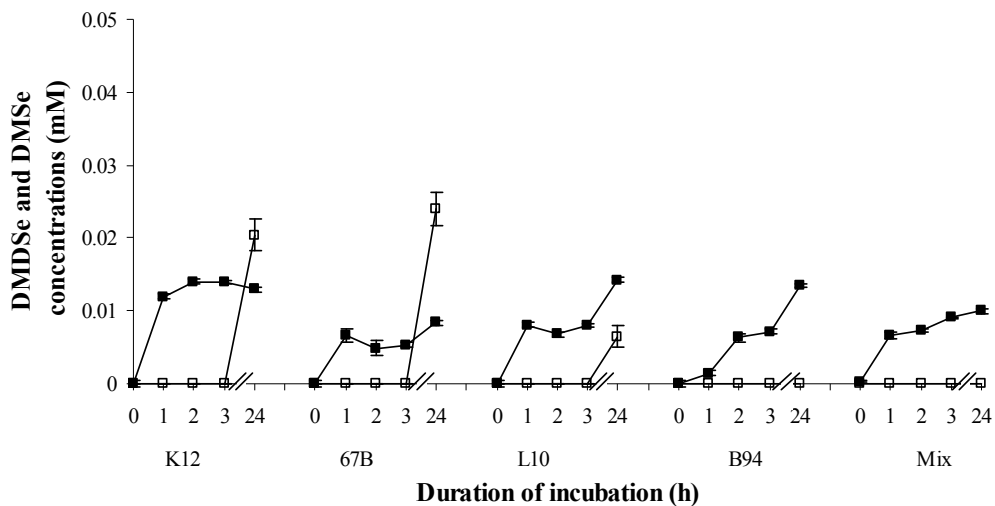 DMDSe and DMSe
concentrations (mM)
0.05
0.04
0.03
0.02
0.01
0
0 1 2 3 24 0 1 2 3 24 0 1 2 3 24 0 1 2 3 24 0 1 2 3 24
K12 67B L10 B94 Mix
Duration of incubation (h)